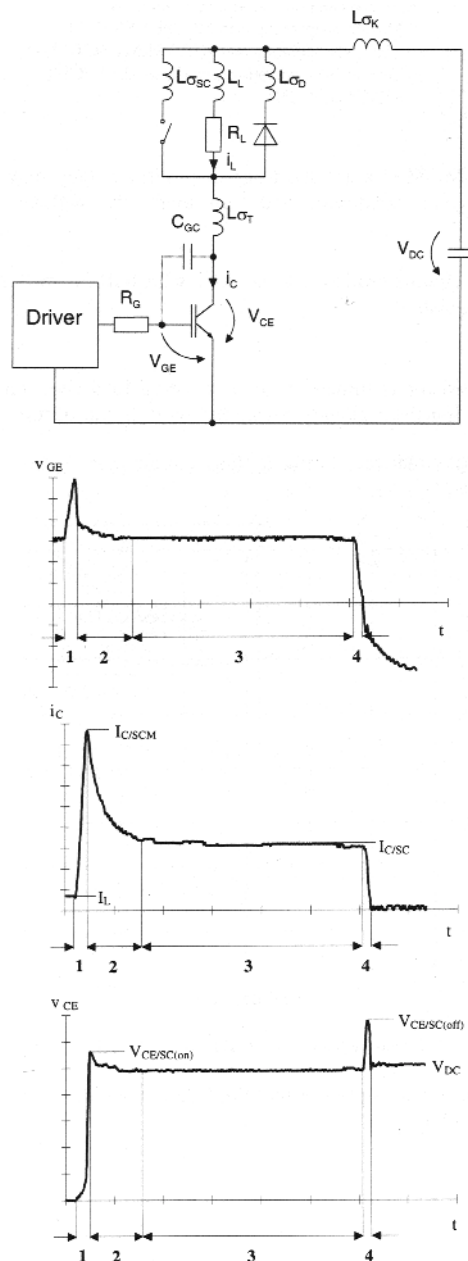 LσK
LσSC LL LσD
RL
iL
LσT
CGC
VDC
iC
RG
Driver
VCE
VGE
v GE
t
1 2 3 4
iC
IC/SCM
IC/SC
IL
t
1 2 3 4
v CE
VCE/SC(off)
VCE/SC(on)
VDC
t
1 2 3 4